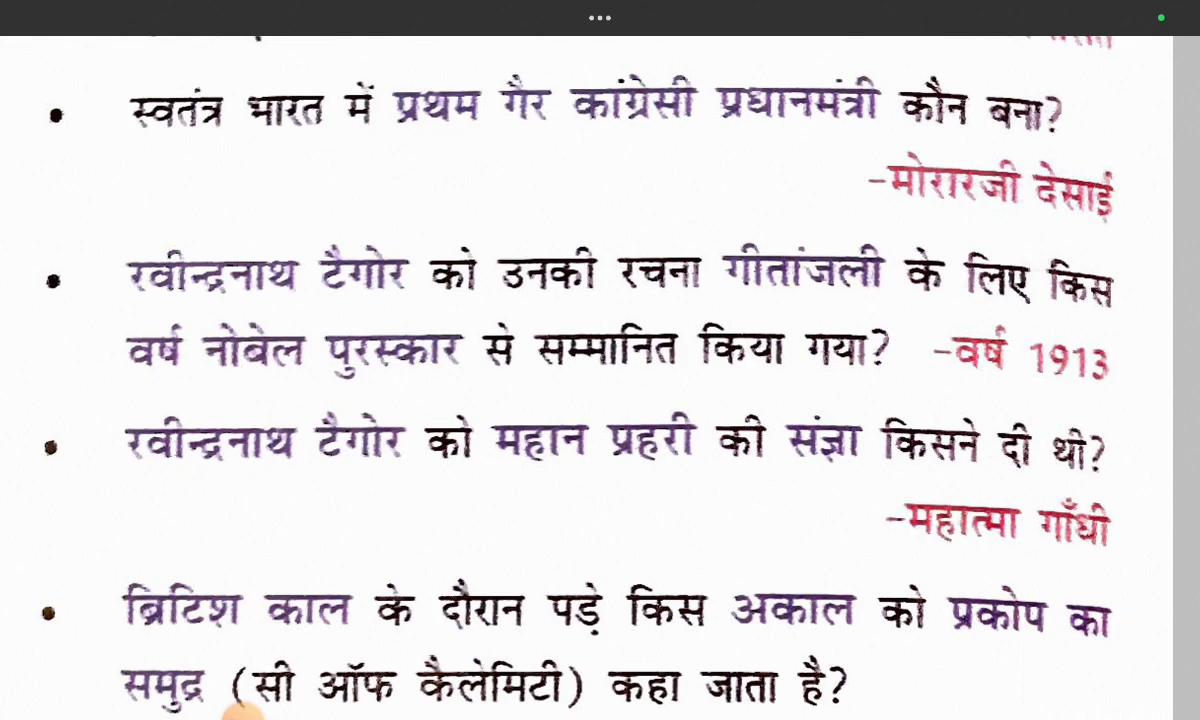 • स्वतंत्र भारत में प्रथम गैर कांग्रेसी प्रधानमंत्री कौन बना?
-मोरारजी देसाई
• रवीन्द्रनाथ टैगोर को उनकी रचना गीतांजली के लिए किस
वर्ष नोबेल पुरस्कार से सम्मानित किया गया? -वर्ष 1913
• रवीन्द्रनाथ टैगोर को महान प्रहरी की संज्ञा किसने दी थी?
-महात्मा गाँधी
• ब्रिटिश काल के दौरान पड़े किस अकाल को प्रकोप का
समुद्र (सी ऑफ कैलेमिटी) कहा जाता है?